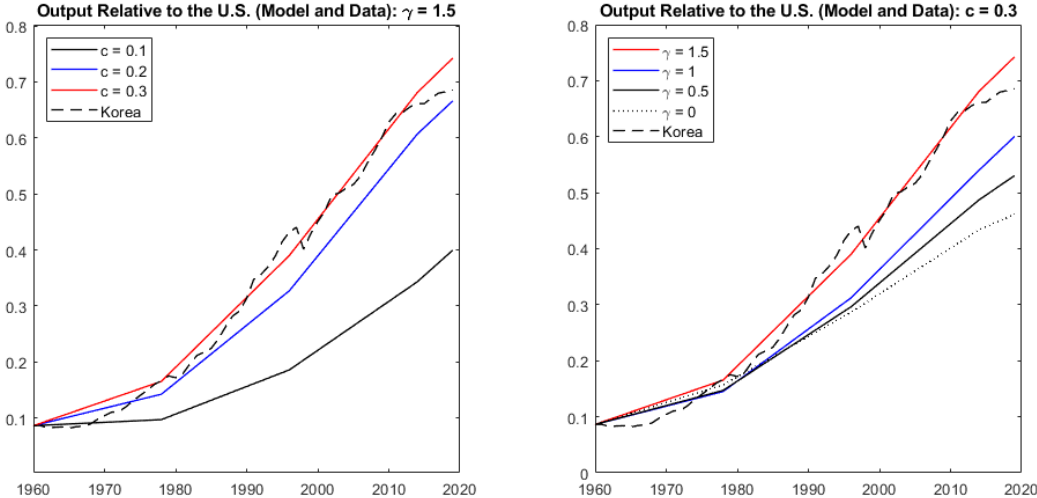 Output Relative to the U.S. (Model and Data): γ = 1.5
c = 0.1
c = 0.2
c = 0.3
Korea
0.8
0.7
0.6
0.5
0.4
0.3
0.2
0.1
1960 1970 1980 1990 2000 2010 2020
Output Relative to the U.S. (Model and Data): c = 0.3
γ = 1.5
γ = 1
γ = 0.5
γ = 0
Korea
0.8
0.7
0.6
0.5
0.4
0.3
0.2
0.1
0
1960 1970 1980 1990 2000 2010 2020